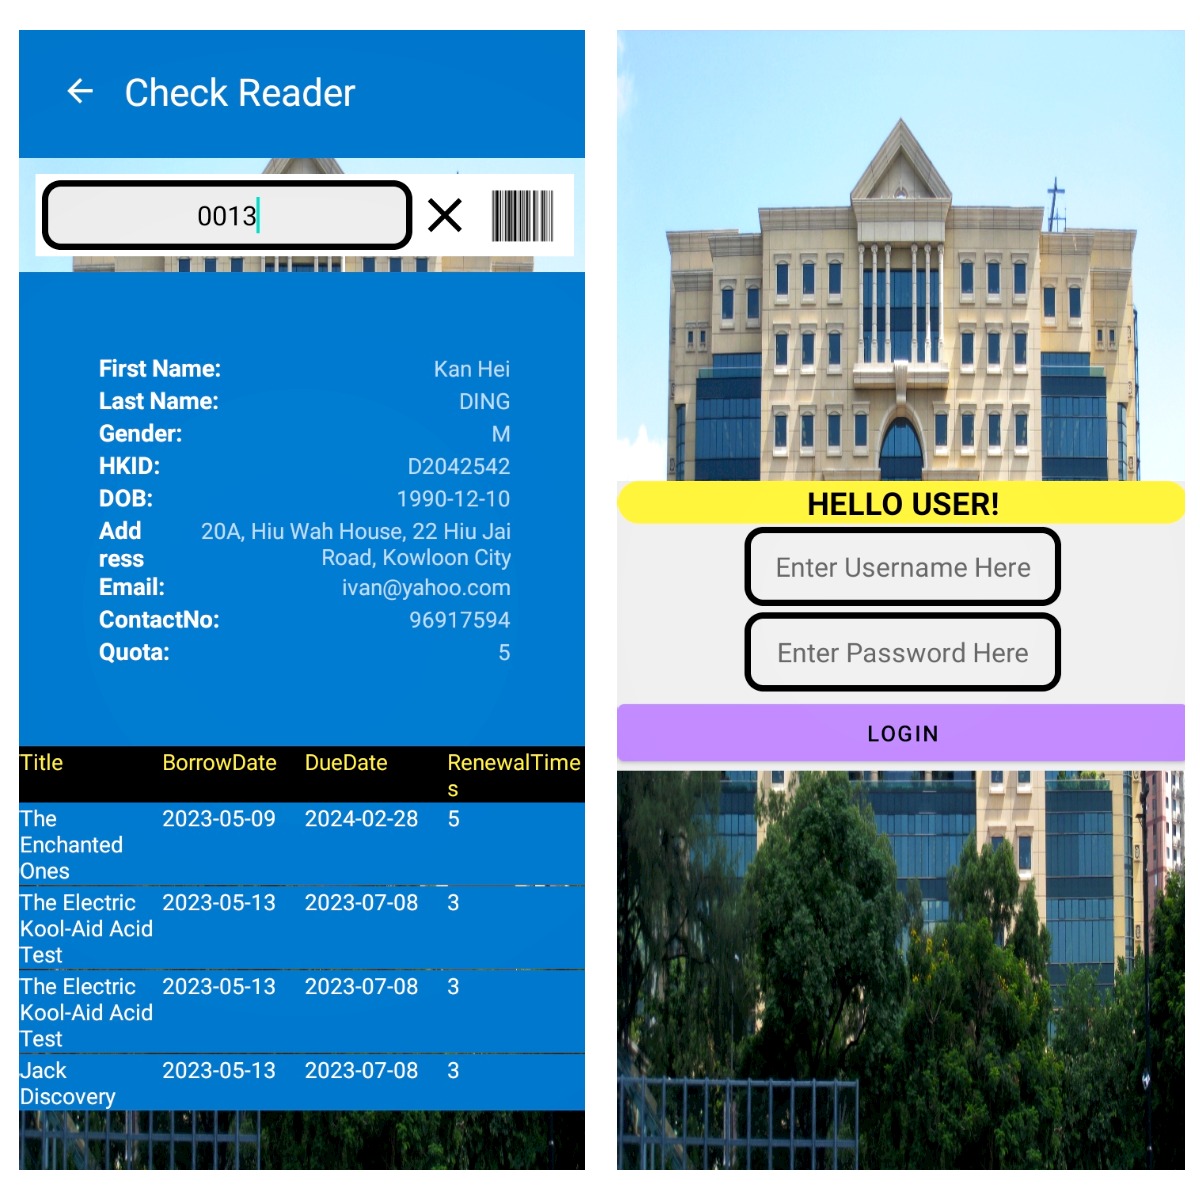 Check Reader
0013
First Name: Kan Hei
Last Name: DING
Gender: M
HKID: D2042542
DOB: 1990-12-10
Add 20A, Hiu Wah House, 22 Hiu Jai
ress Road, Kowloon City
Email: ivan@yahoo.com
ContactNo: 96917594
Quota: 5
Title BorrowDate DueDate RenewalTime
s
The 2023-05-09 2024-02-28 5
Enchanted
Ones
The Electric 2023-05-13 2023-07-08 3
Kool-Aid Acid
Test
The Electric 2023-05-13 2023-07-08 3
Kool-Aid Acid
Test
Jack 2023-05-13 2023-07-08 3
Discovery
HELLO USER!
Enter Username Here
Enter Password Here
LOGIN